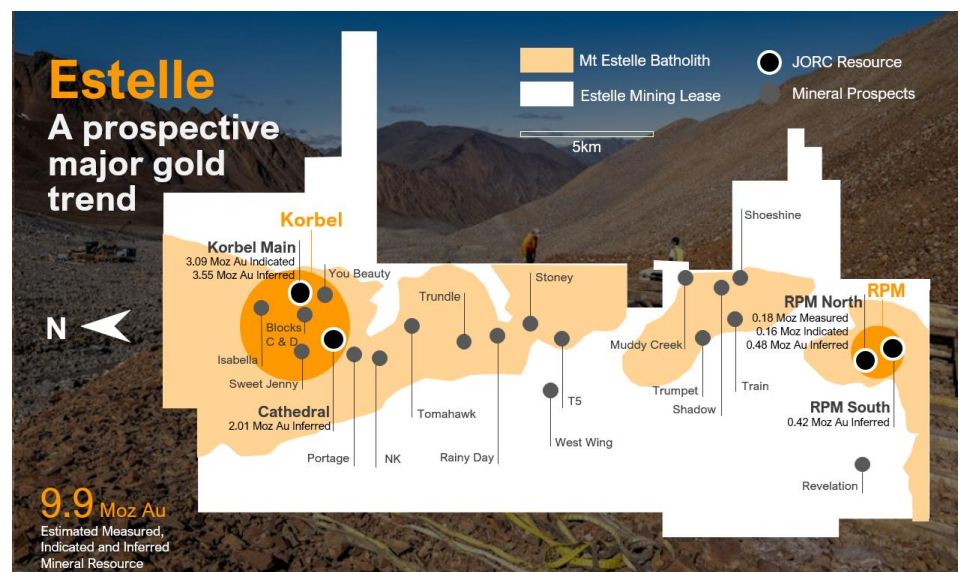 Estelle
A prospective
major gold
trend
Mt Estelle Batholith
Estelle Mining Lease
5km
JORC Resource
Mineral Prospects
N
Korbel
Korbel Main
3.09 Moz Au Indicated
3.55 Moz Au Inferred
You Beauty
Blocks
C & D
Isabella
Sweet Jenny
Cathedral
2.01 Moz Au Inferred
Portage
NK
Tomahawk
Trundle
Rainy Day
Stoney
T5
West Wing
Shoeshine
Muddy Creek
Trumpet
Shadow
Train
RPM North
RPM
0.18 Moz Measured
0.16 Moz Indicated
0.48 Moz Au Inferred
RPM South
0.42 Moz Au Inferred
Revelation
9.9 Moz Au
Estimated Measured,
Indicated and Inferred
Mineral Resource